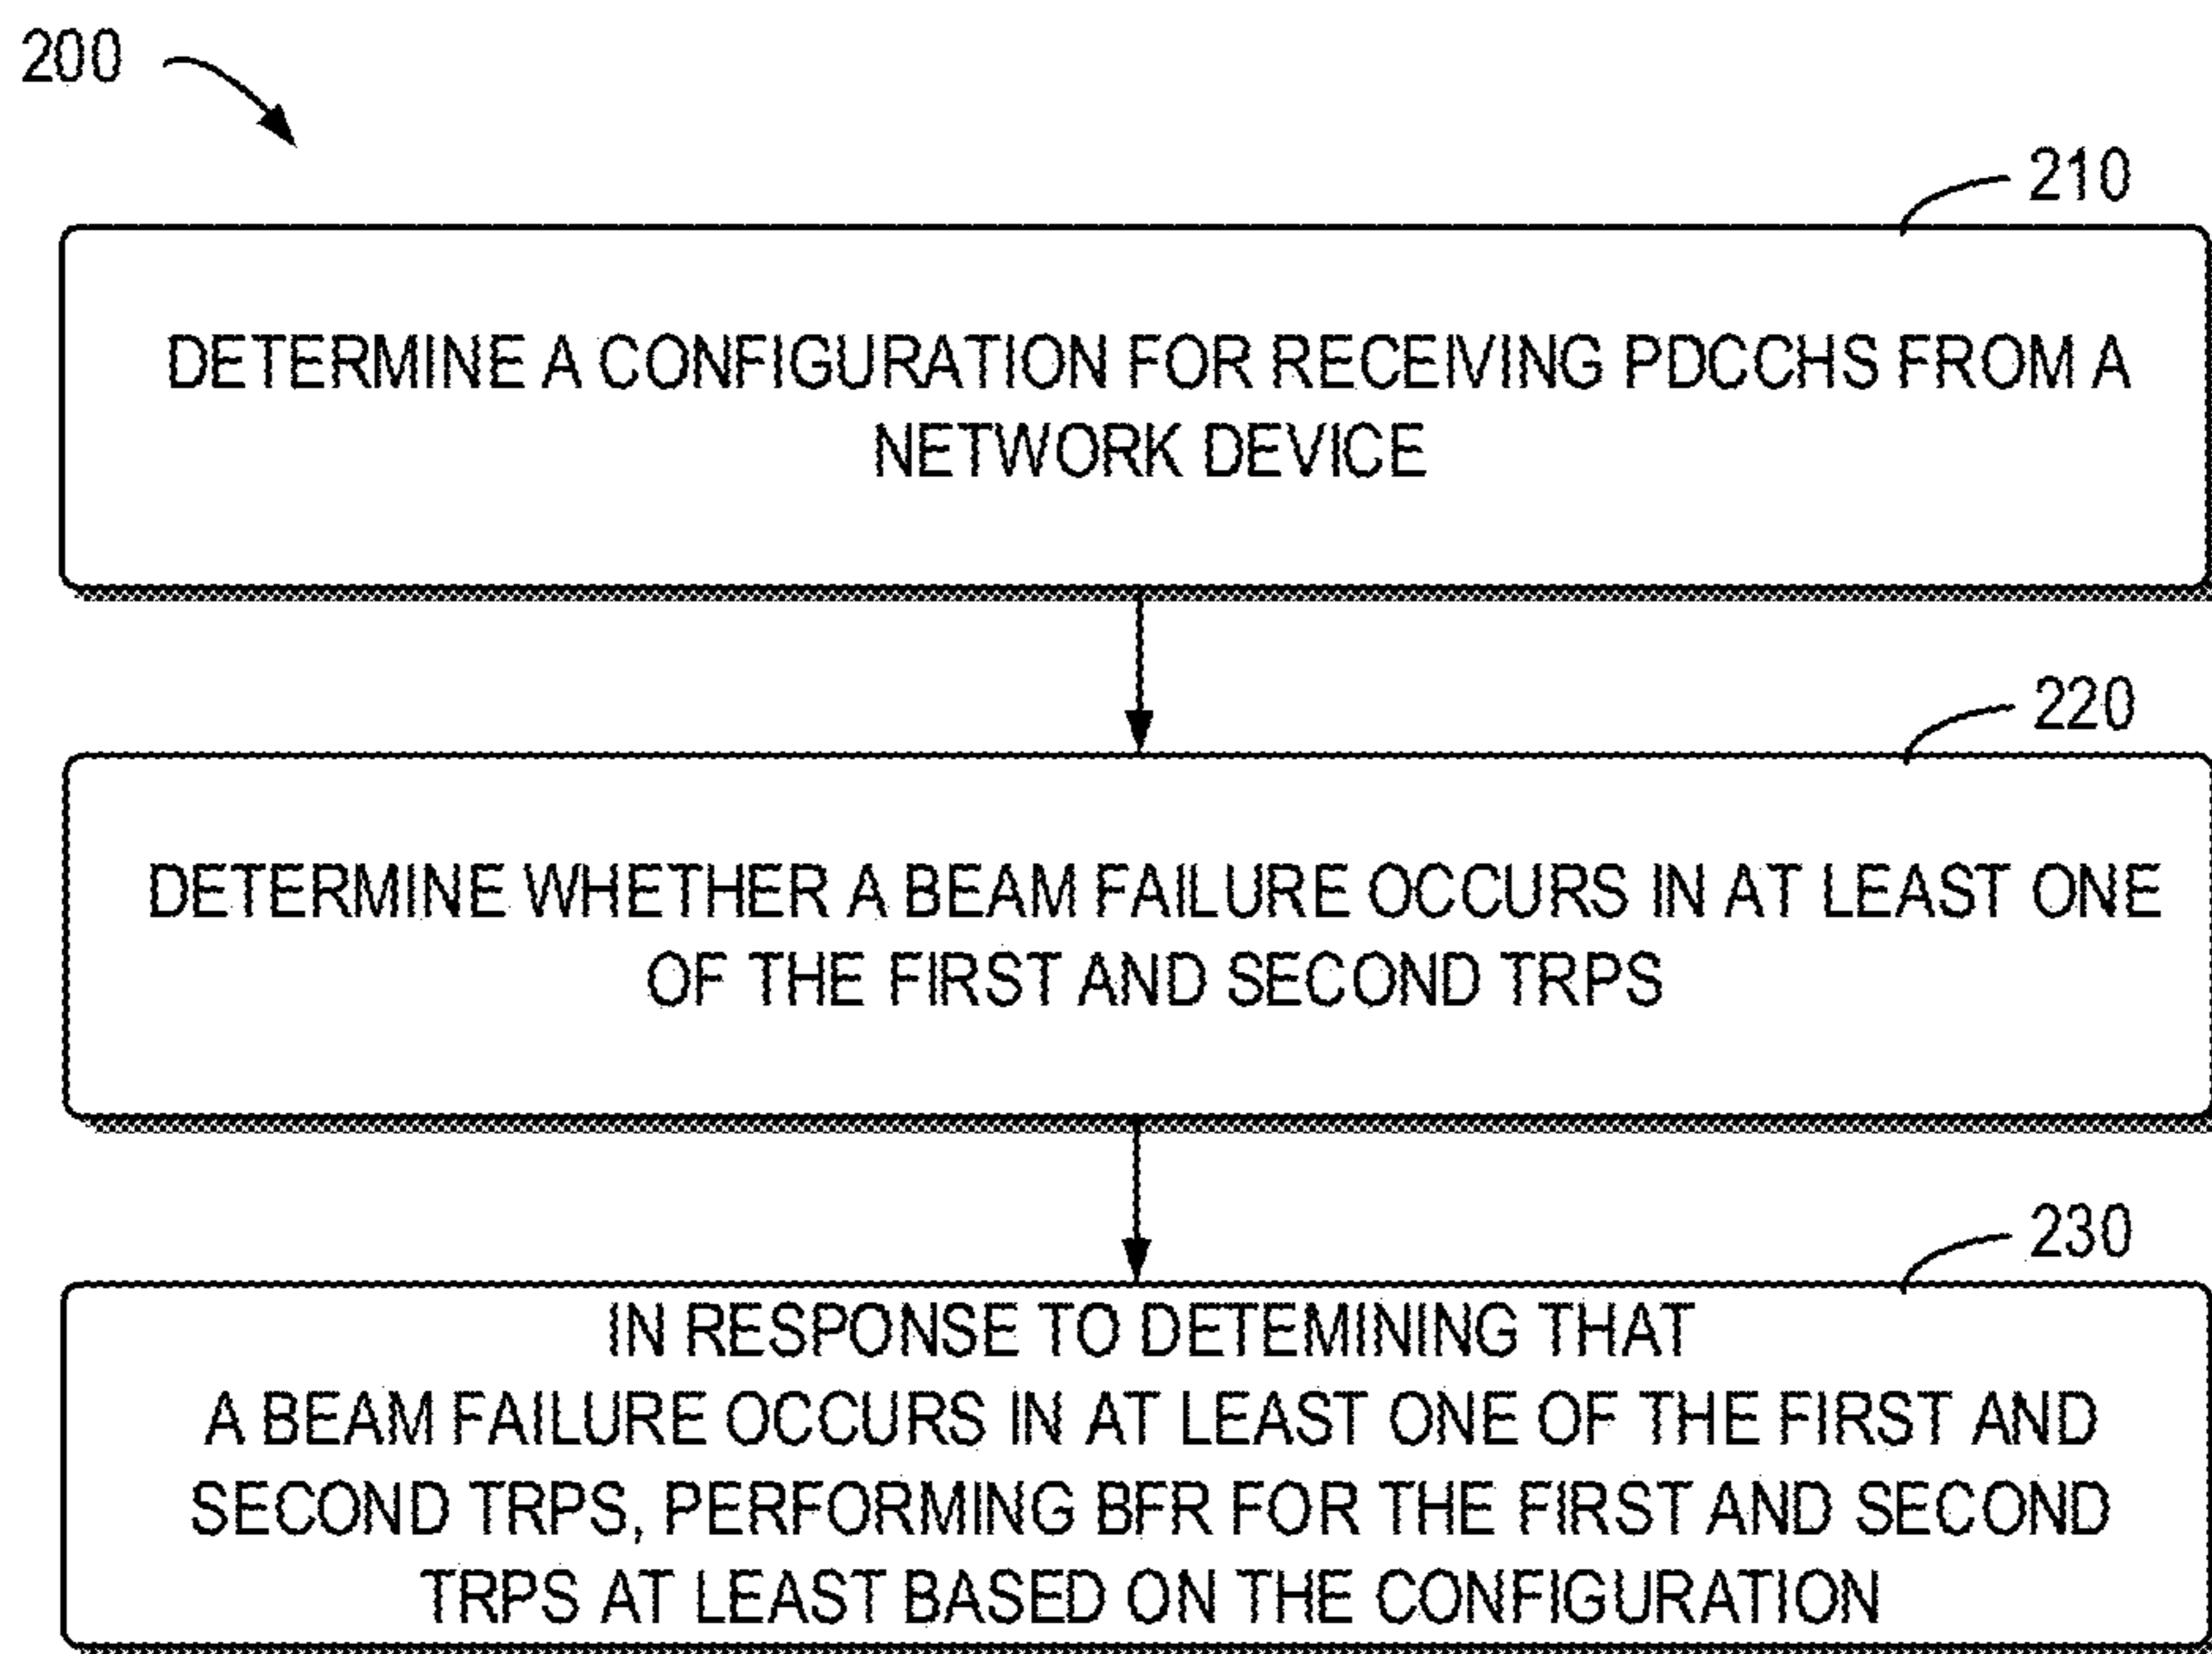 200
210
DETERMINE A CONFIGURATION FOR RECEIVING PDCCHS FROM A
NETWORK DEVICE
220
DETERMINE WHETHER A BEAM FAILURE OCCURS IN AT LEAST ONE
OF THE FIRST AND SECOND TRPS
230
IN RESPONSE TO DETEMINING THAT
A BEAM FAILURE OCCURS IN AT LEAST ONE OF THE FIRST AND
SECOND TRPS, PERFORMING BFR FOR THE FIRST AND SECOND
TRPS AT LEAST BASED ON THE CONFIGURATION